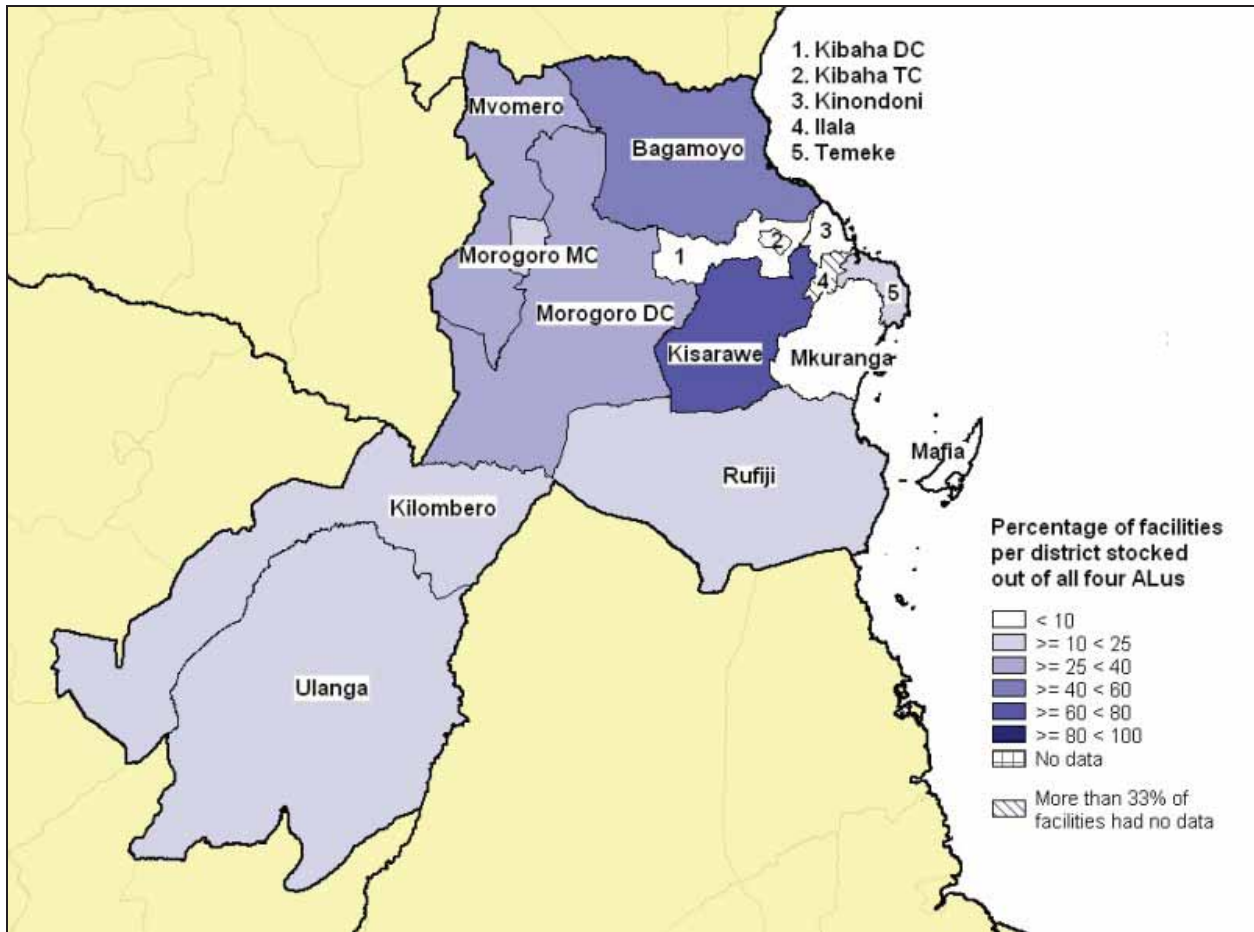 1. Kibaha DC
2. Kibaha TC
3. Kinondoni
4. Ilala
5. Temeke
Mvomero
Bagamoyo
3
2
1
Morogoro MC
4
5
Morogoro DC
Kisarawe
Mkuranga
Mafia
Rufiji
Kilombero
Ulanga
Percentage of facilities
per district stocked
out of all four ALus
< 10
>= 10 < 25
>= 25 < 40
>= 40 < 60
>= 60 < 80
>= 80 < 100
No data
More than 33% of
facilities had no data